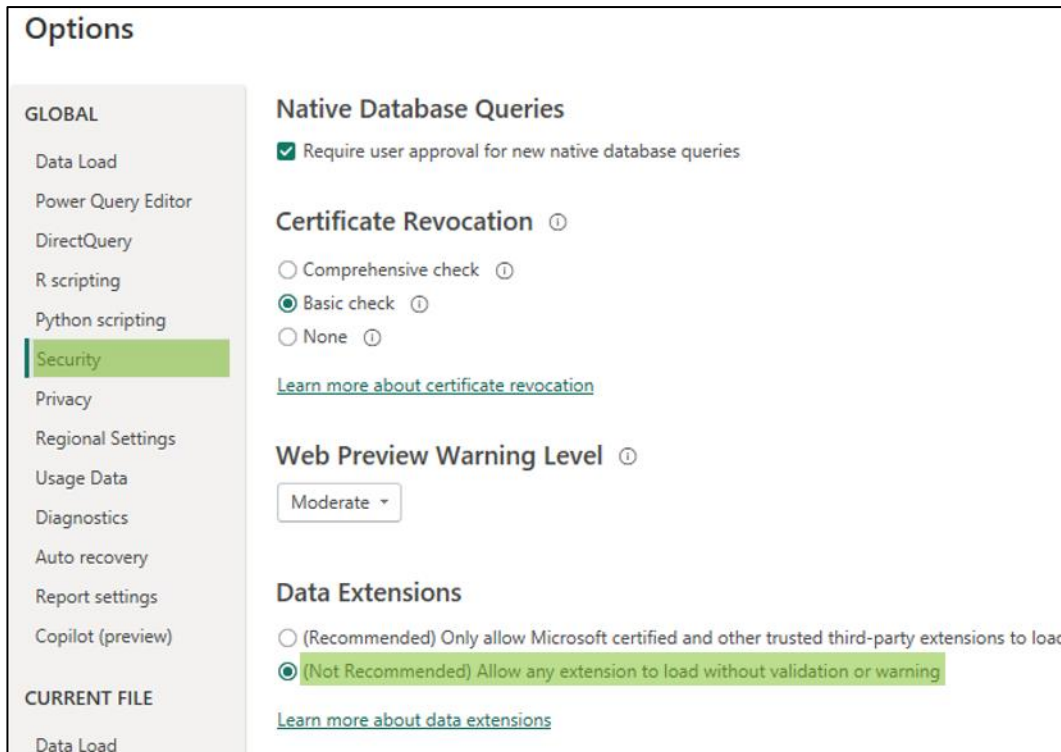 Options
GLOBAL
Data Load
Power Query Editor
DirectQuery
R scripting
Python scripting
Security
Privacy
Regional Settings
Usage Data
Diagnostics
Auto recovery
Report settings
Copilot (preview)
CURRENT FILE
Data Load
Native Database Queries
Require user approval for new native database queries
Certificate Revocation
Comprehensive check
Basic check
None
Learn more about certificate revocation
Web Preview Warning Level
Moderate
Data Extensions
(Recommended) Only allow Microsoft certified and other trusted third-party extensions to load
(Not Recommended) Allow any extension to load without validation or warning
Learn more about data extensions